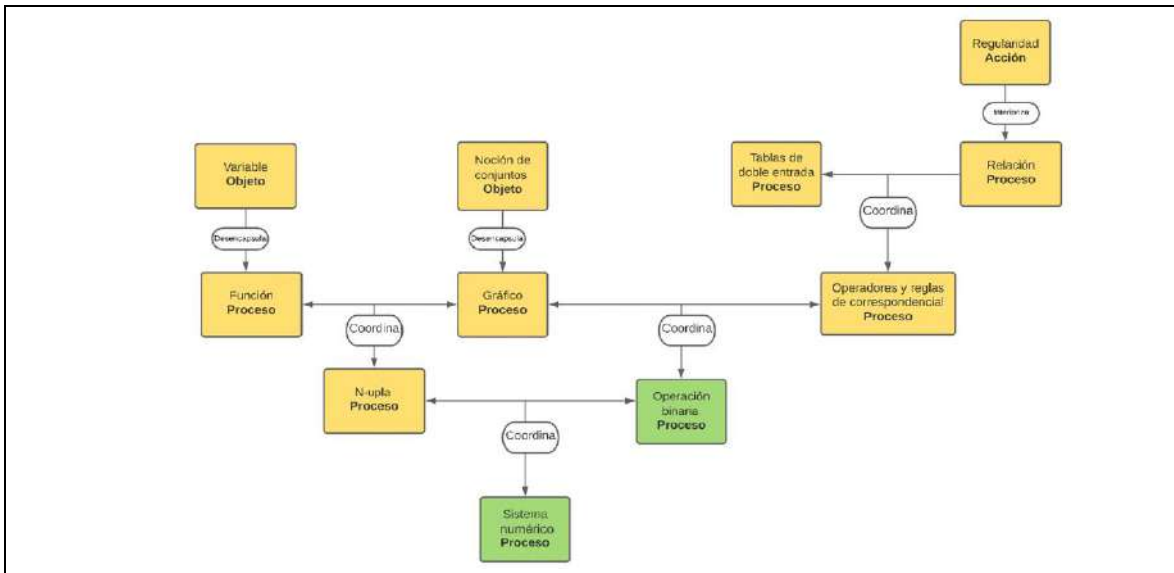 Regularidad
Acción
Interioriza
Variable
Objeto
Noción de
conjuntos
Objeto
Tablas de
doble entrada
Proceso
Relación
Proceso
Coordina
Desencapsula
Desencapsula
Función
Proceso
Gráfico
Proceso
Operadores y reglas
de correspondencial
Proceso
Coordina
Coordina
N-upla
Proceso
Operación
binaria
Proceso
Coordina
Sistema
numérico
Proceso